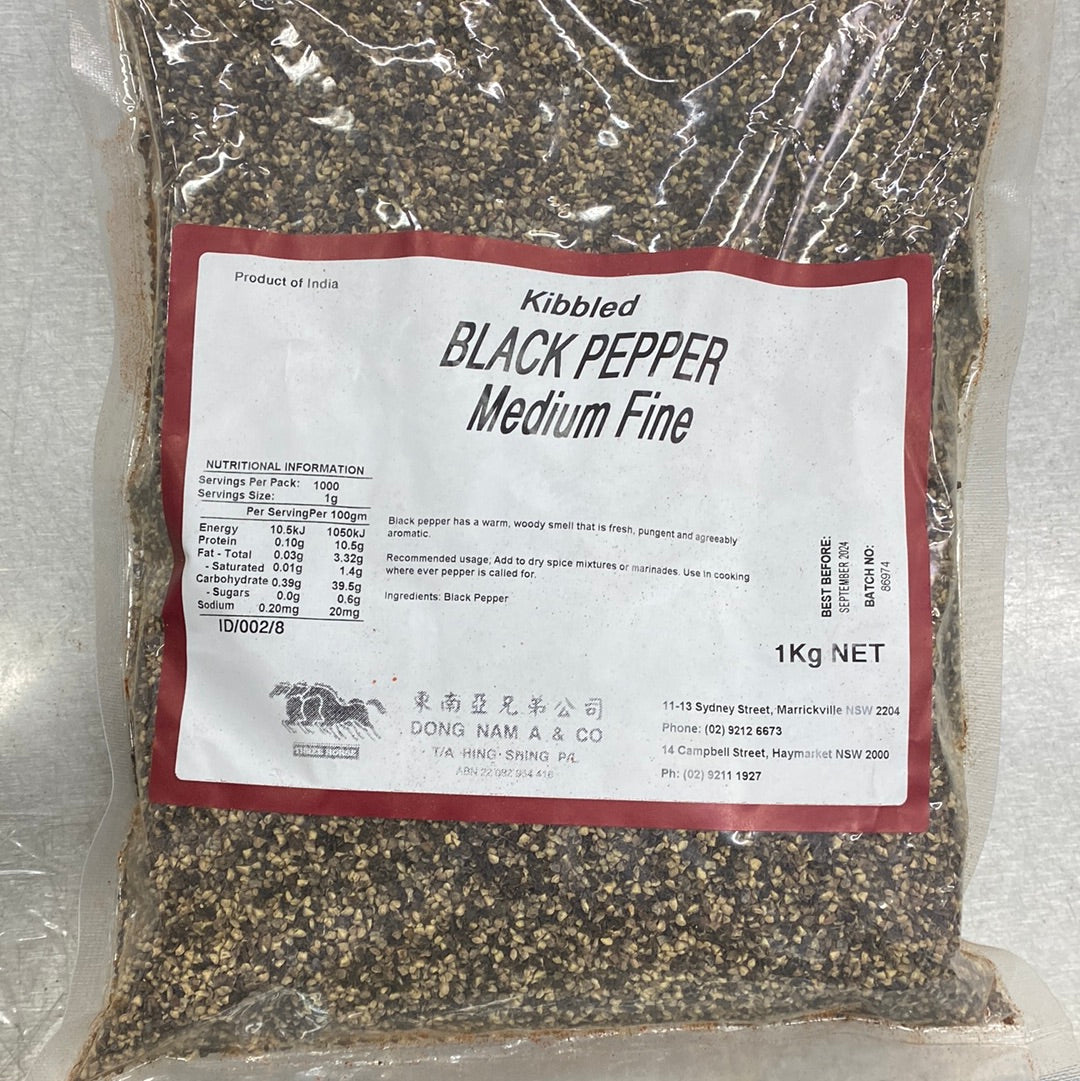 Product of India
Kibbled
BLACK PEPPER
Medium Fine
NUTRITIONAL INFORMATION
Servings Per Pack: 1000
Servings Size: 1g
Per Serving Per 100gm
Energy 10.5kJ 1050kJ
Protein 0.10g 10.5g
Fat - Total 0.03g 3.32g
- Saturated 0.01g 1.4g
Carbohydrate 0.39g 39.5g
- Sugars 0.0g 0.6g
Sodium 0.20mg 20mg
ID/002/8
Black pepper has a warm, woody smell that is fresh, pungent and agreeably
aromatic.
Recommended usage; Add to dry spice mixtures or marinades. Use in cooking
where ever pepper is called for.
Ingredients: Black Pepper
BEST BEFORE:
SEPTEMBER 2024
BATCH NO:
86974
1Kg NET
THREE HORSE
東南亞兄弟公司
DONG NAM A & CO
T/A HING SHING P/L
ABN 22 092 954 416
11-13 Sydney Street, Marrickville NSW 2204
Phone: (02) 9212 6673
14 Campbell Street, Haymarket NSW 2000
Ph: (02) 9211 1927